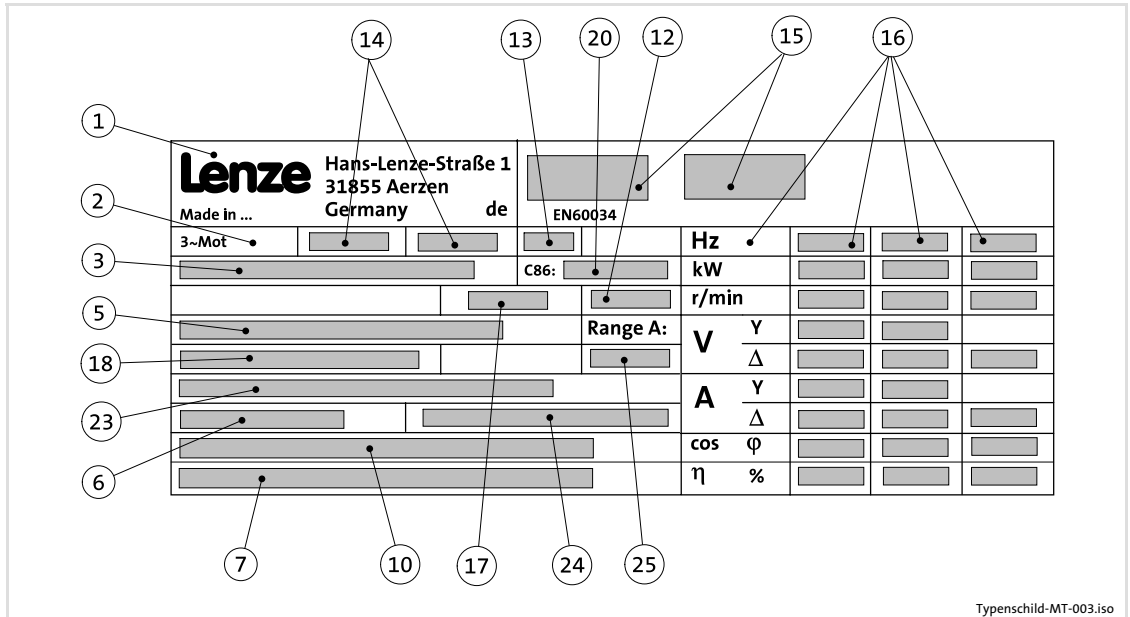 14 13 20 12 15 16
1
Lenze
Hans-Lenze-Straße 1
31855 Aerzen
Germany de
Made in ...
EN60034
2
3~Mot
Hz
3
C86:
kW
r/min
5
Range A:
V Y
Δ
18
23
A Y
Δ
6
cos φ
η %
7 10 17 24 25
Typenschild-MT-003.iso